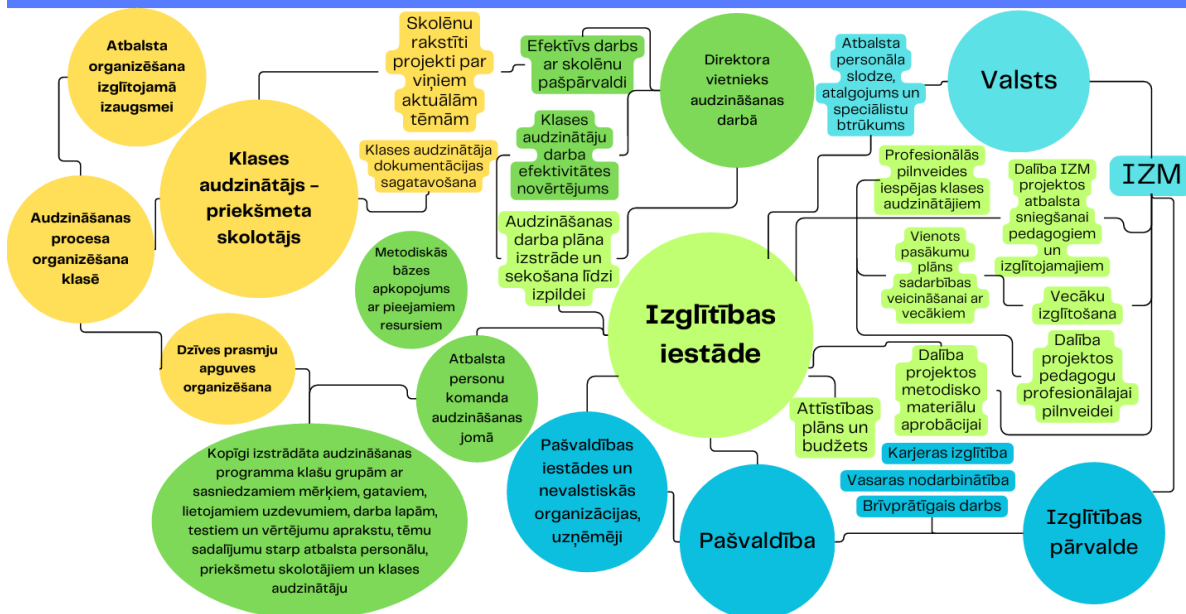 Atbalsta
organizēšana
izglītojamā
izaugsmei
Skolēnu
rakstīti
projekti par
viņiem
aktuālām
tēmām
Efektīvs darbs
ar skolēnu
pašpārvaldi
Direktora
vietnieks
audzināšanas
darbā
Atbalsta
personāla
slodze,
atalgojums un
speciālistu
btrūkums
Valsts
Klases
audzinātājs -
priekšmeta
skolotājs
Klases audzinātāja
dokumentācijas
sagatavošana
Klases
audzinātāju
darba
efektivitātes
novērtējums
Profesionālās
pilnveides
iespējas klases
audzinātājiem
Dalība IZM
projektos
atbalsta
sniegšanai
pedagogiem
un
izglītojamajiem
IZM
Audzināšanas
procesa
organizēšana
klasē
Metodiskās
bāzes
apkopojums
ar pieejamiem
resursiem
Audzināšanas
darba plāna
izstrāde un
sekošana līdzi
izpildei
Izglītības
iestāde
Vienots
pasākumu
plāns
sadarbības
veicināšanai ar
vecākiem
Vecāku
izglītošana
Dzīves prasmju
apguves
organizēšana
Atbalsta
personu
komanda
audzināšanas
jomā
Attīstības
plāns un
budžets
Dalība
projektos
metodisko
materiālu
aprobācijai
Dalība
projektos
pedagogu
profesionālajai
pilnveidei
Kopīgi izstrādāta audzināšanas
programma klašu grupām ar
sasniedzamiem mērķiem, gataviem,
lietojamiem uzdevumiem, darba lapām,
testiem un vērtējumu aprakstu, tēmu
sadalījumu starp atbalsta personālu,
priekšmetu skolotājiem un klases
audzinātāju
Pašvaldības
iestādes un
nevalstiskās
organizācijas,
uzņēmēji
Pašvaldība
Karjeras izglītība
Vasaras nodarbinātība
Brīvprātīgais darbs
Izglītības
pārvalde